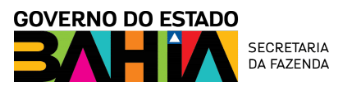 GOVERNO DO ESTADO
BAHIA
SECRETARIA
DA FAZENDA